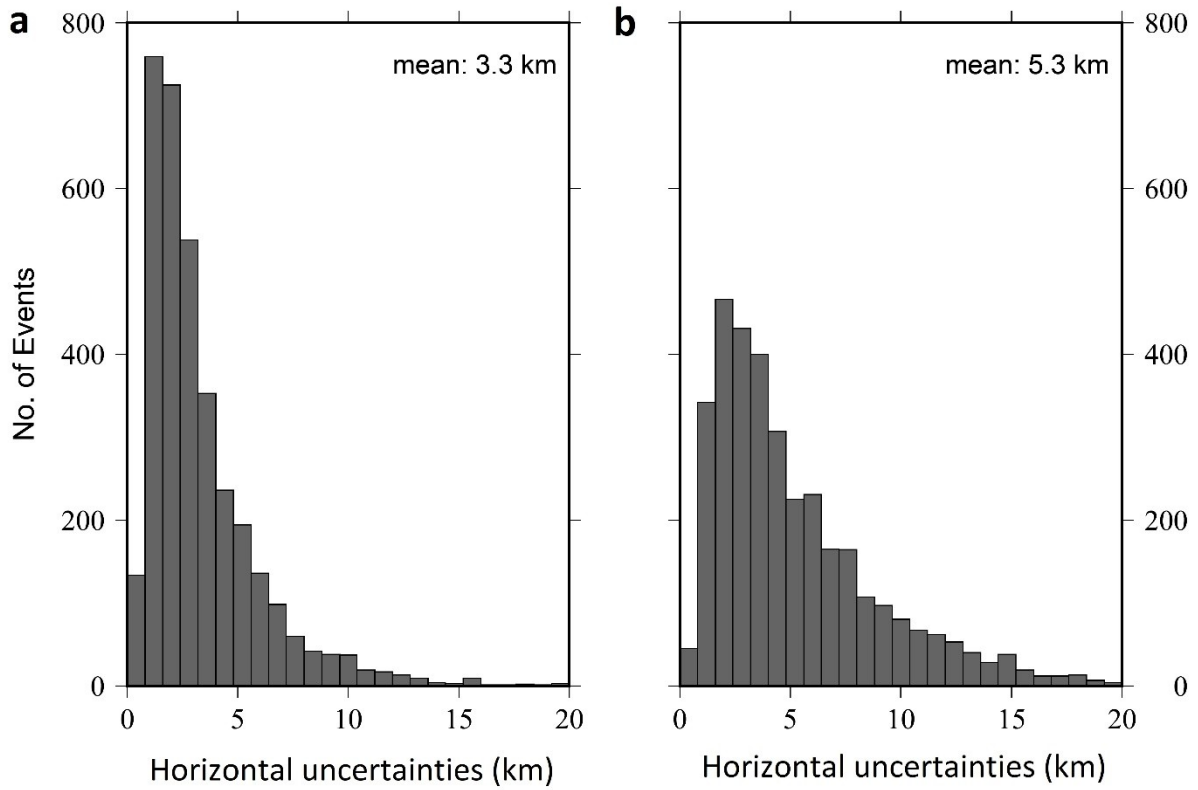 a
mean: 3.3 km
800
600
400
200
0
No. of Events
0 5 10 15 20
Horizontal uncertainties (km)
b
mean: 5.3 km
800
600
400
200
0
0 5 10 15 20
Horizontal uncertainties (km)